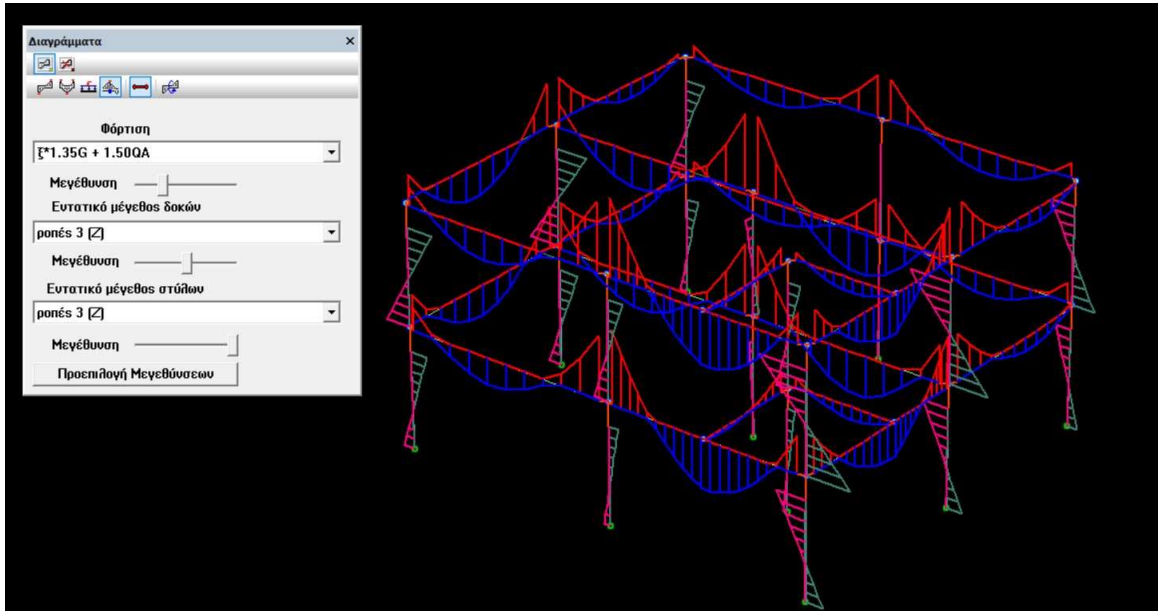 Διαγράμματα
Φόρτιση
ξ*1.35G + 1.50QA
Μεγέθυνση
Εντατικό μέγεθος δοκών
ροπές 3 (Z)
Μεγέθυνση
Εντατικό μέγεθος στύλων
ροπές 3 (Z)
Μεγέθυνση
Προεπιλογή Μεγεθύνσεων